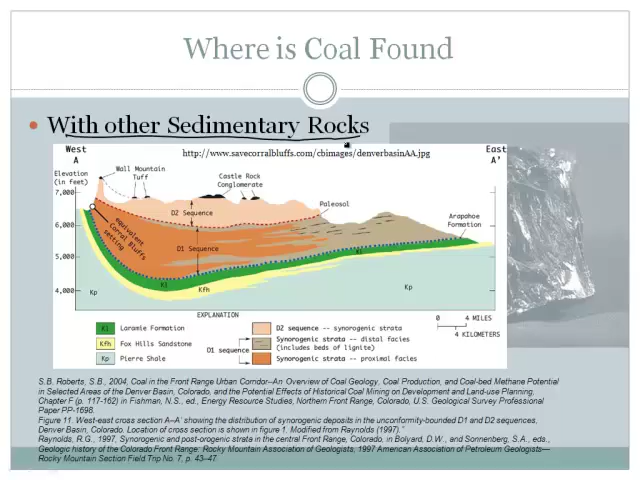 Where is Coal Found
• With other Sedimentary Rocks
West
A
http://www.savecorralbluffs.com/cbimages/denverbasinAA.jpg
East
A'
Elevation
(in feet)
Wall Mountain
Tuff
Castle Rock
Conglomerate
7,000
6,000
5,000
4,000
D2 Sequence
Paleosol
Arapahoe
Formation
equivalent
Corral Bluffs
setting
D1 Sequence
Kl
Kl
Kfh
Kp
Kp
EXPLANATION
0 4 MILES
4 KILOMETERS
Kl Laramie Formation
Kfh Fox Hills Sandstone
Kp Pierre Shale
D2 sequence -- synorogenic strata
D1 sequence
Synorogenic strata -- distal facies
(includes beds of lignite)
Synorogenic strata -- proximal facies
S.B. Roberts, S.B., 2004, Coal in the Front Range Urban Corridor--An Overview of Coal Geology, Coal Production, and Coal-bed Methane Potential
in Selected Areas of the Denver Basin, Colorado, and the Potential Effects of Historical Coal Mining on Development and Land-use Planning,
Chapter F (p. 117-162) in Fishman, N.S., ed., Energy Resource Studies, Northern Front Range, Colorado, U.S. Geological Survey Professional
Paper PP-1698.
Figure 11. West-east cross section A–A' showing the distribution of synorogenic deposits in the unconformity-bounded D1 and D2 sequences,
Denver Basin, Colorado. Location of cross section is shown in figure 1. Modified from Raynolds (1997)."
Raynolds, R.G., 1997, Synorogenic and post-orogenic strata in the central Front Range, Colorado, in Bolyard, D.W., and Sonnenberg, S.A., eds.,
Geologic history of the Colorado Front Range: Rocky Mountain Association of Geologists, 1997 American Association of Petroleum Geologists—
Rocky Mountain Section Field Trip No. 7, p. 43–47.